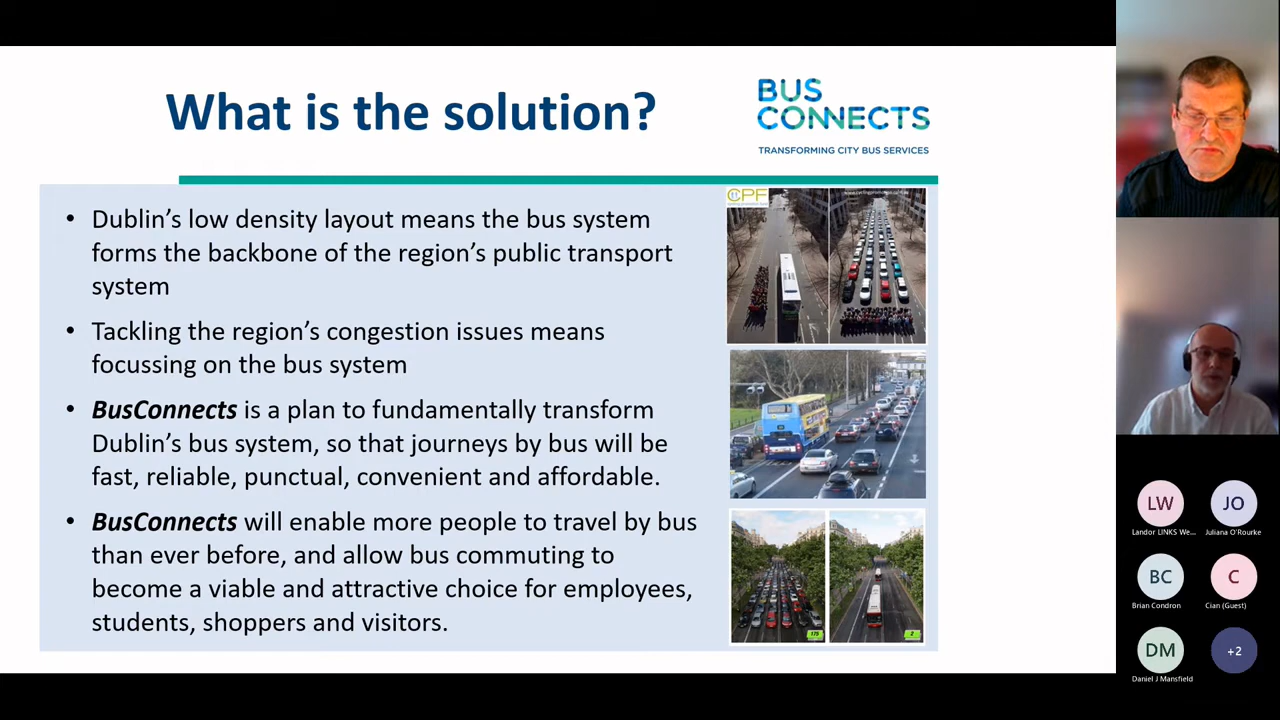 What is the solution?
BUS
CONNECTS
TRANSFORMING CITY BUS SERVICES
• Dublin's low density layout means the bus system
forms the backbone of the region's public transport
system
• Tackling the region's congestion issues means
focussing on the bus system
• BusConnects is a plan to fundamentally transform
Dublin's bus system, so that journeys by bus will be
fast, reliable, punctual, convenient and affordable.
• BusConnects will enable more people to travel by bus
than ever before, and allow bus commuting to
become a viable and attractive choice for employees,
students, shoppers and visitors.
CPF
175
2
LW
JO
Landor LINKS We...
Juliana O'Rourke
BC
C
Brian Condron
Cian (Guest)
DM
+2
Daniel J Mansfield